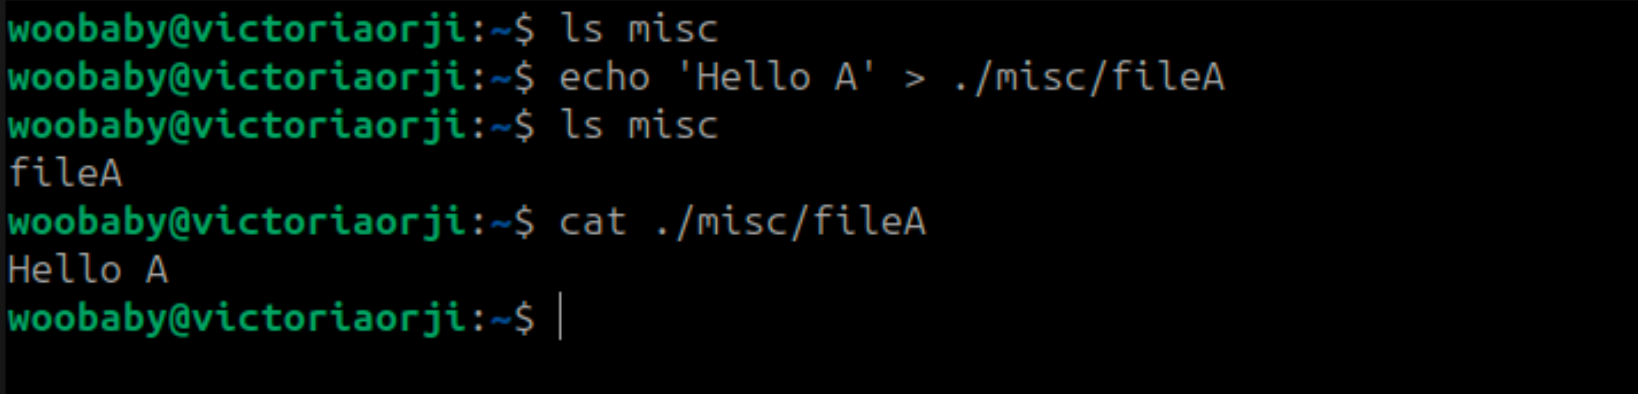 woobaby@victoriaorji:~$ ls misc
woobaby@victoriaorji:~$ echo 'Hello A' > ./misc/fileA
woobaby@victoriaorji:~$ ls misc
fileA
woobaby@victoriaorji:~$ cat ./misc/fileA
Hello A
woobaby@victoriaorji:~$